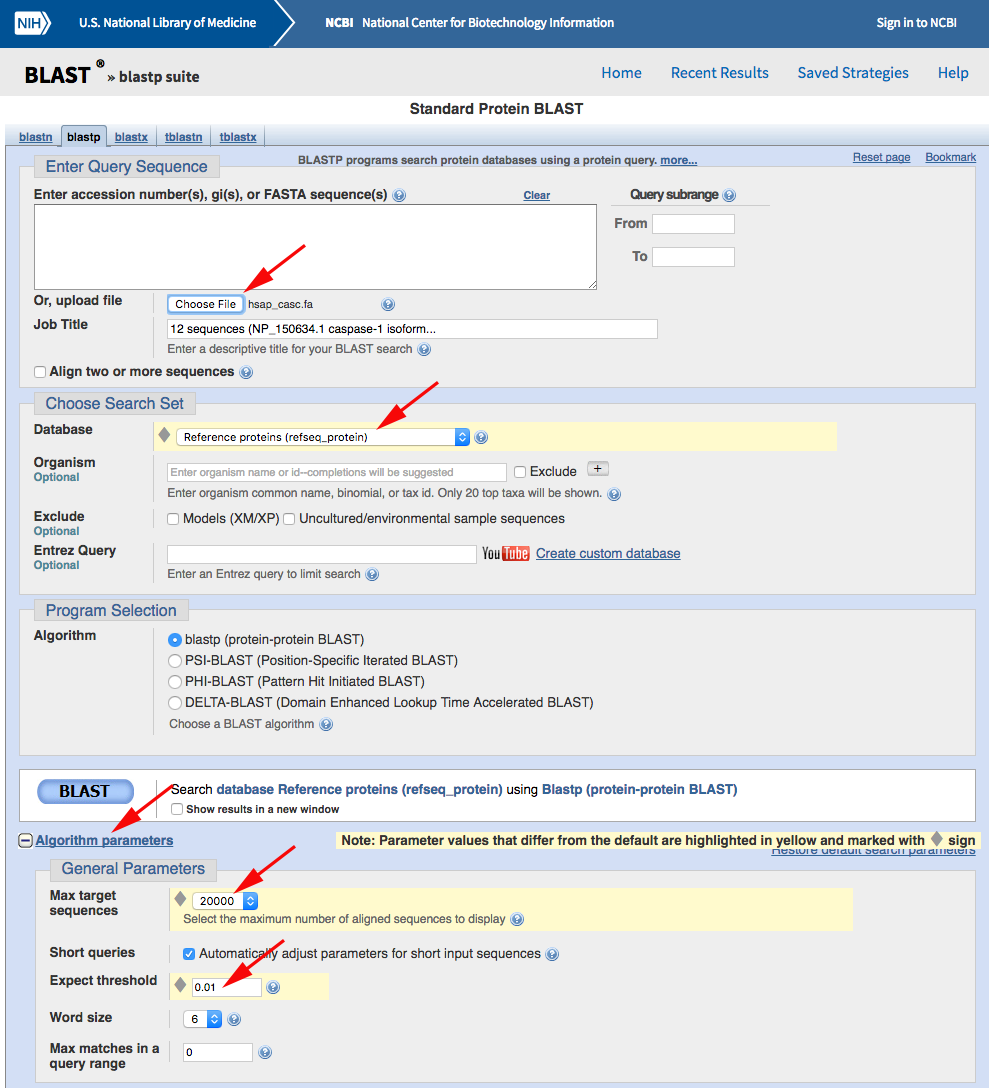 NIH U.S. National Library of Medicine NCBI National Center for Biotechnology Information Sign in to NCBI
BLAST ® » blastp suite Home Recent Results Saved Strategies Help
Standard Protein BLAST
blastn blastp blastx tblastn tblastx
Enter Query Sequence BLASTP programs search protein databases using a protein query. more... Reset page Bookmark
Enter accession number(s), gi(s), or FASTA sequence(s) Clear Query subrange
From
To
Or, upload file Choose File hsap_casc.fa
Job Title 12 sequences (NP_150634.1 caspase-1 isoform...
Enter a descriptive title for your BLAST search
Align two or more sequences
Choose Search Set
Database Reference proteins (refseq_protein)
Organism Enter organism name or id--completions will be suggested Exclude +
Optional
Enter organism common name, binomial, or tax id. Only 20 top taxa will be shown.
Exclude Models (XM/XP) Uncultured/environmental sample sequences
Optional
Entrez Query YouTube Create custom database
Optional
Enter an Entrez query to limit search
Program Selection
Algorithm
blastp (protein-protein BLAST)
PSI-BLAST (Position-Specific Iterated BLAST)
PHI-BLAST (Pattern Hit Initiated BLAST)
DELTA-BLAST (Domain Enhanced Lookup Time Accelerated BLAST)
Choose a BLAST algorithm
BLAST Search database Reference proteins (refseq_protein) using Blastp (protein-protein BLAST)
Show results in a new window
Algorithm parameters Note: Parameter values that differ from the default are highlighted in yellow and marked with ♦ sign
Restore default search parameters
General Parameters
Max target sequences 20000
Select the maximum number of aligned sequences to display
Short queries Automatically adjust parameters for short input sequences
Expect threshold 0.01
Word size 6
Max matches in a query range 0